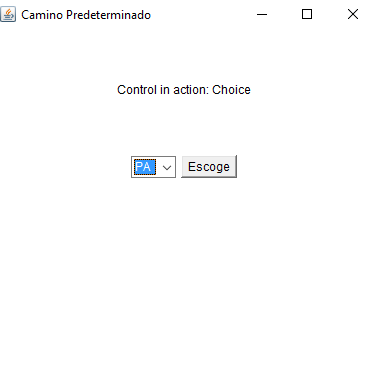 Camino Predeterminado
Control in action: Choice
PA Escoge